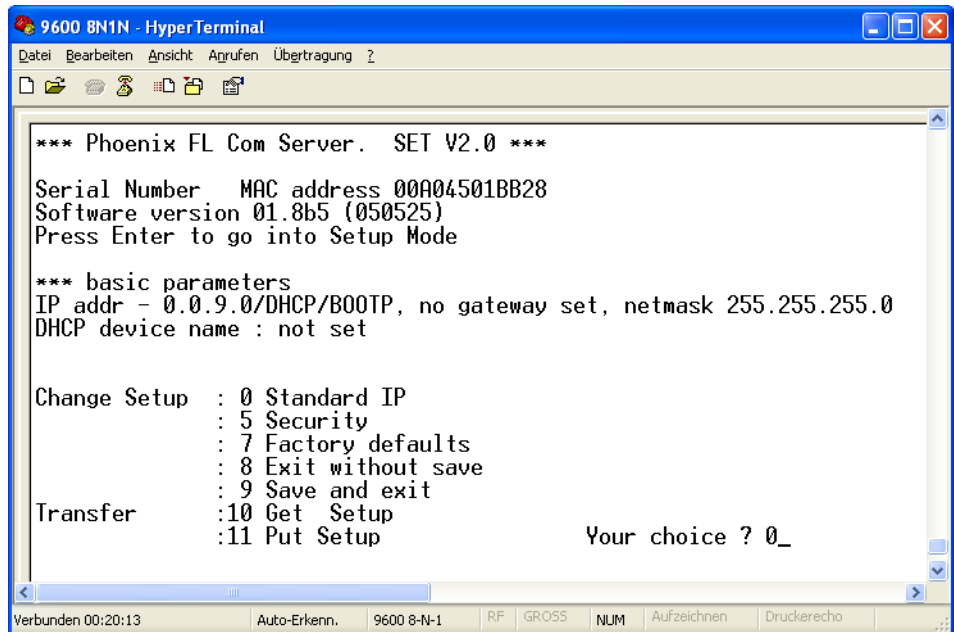 9600 8N1N - HyperTerminal
Datei Bearbeiten Ansicht Anrufen Übertragung ?
*** Phoenix FL Com Server. SET V2.0 ***
Serial Number MAC address 00A04501BB28
Software version 01.8b5 (050525)
Press Enter to go into Setup Mode
*** basic parameters
IP addr - 0.0.9.0/DHCP/BOOTP, no gateway set, netmask 255.255.255.0
DHCP device name : not set
Change Setup : 0 Standard IP
: 5 Security
: 7 Factory defaults
: 8 Exit without save
: 9 Save and exit
Transfer :10 Get Setup
:11 Put Setup Your choice ? 0_
Verbunden 00:20:13 Auto-Erkenn. 9600 8-N-1 RF GROSS NUM Aufzeichnen Druckerecho